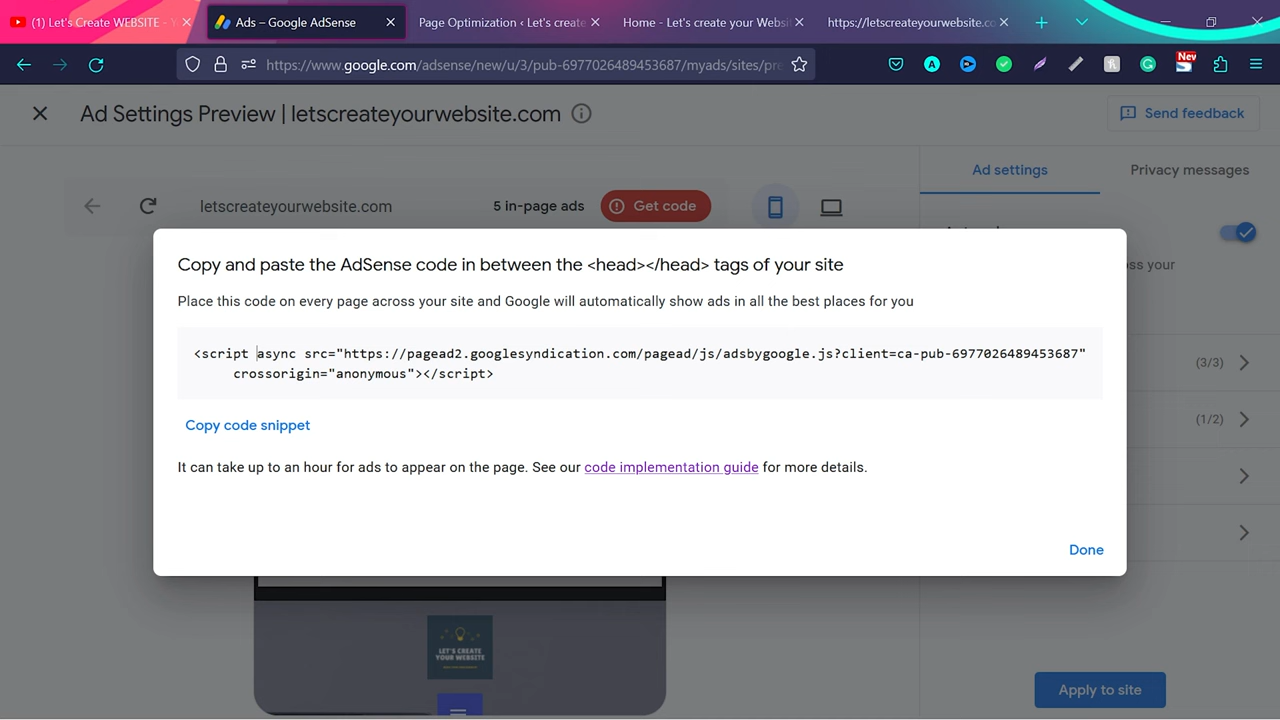 (1) Let's Create WEBSITE - Y
Ads – Google AdSense
Page Optimization ‹ Let's create
Home - Let's create your Websi
https://letscreateyourwebsite.co
https://www.google.com/adsense/new/u/3/pub-6977026489453687/myads/sites/pre
New
Ad Settings Preview | letscreateyourwebsite.com
Send feedback
Ad settings
Privacy messages
letscreateyourwebsite.com
5 in-page ads
Get code
Copy and paste the AdSense code in between the <head></head> tags of your site
ss your
Place this code on every page across your site and Google will automatically show ads in all the best places for you
<script async src="https://pagead2.googlesyndication.com/pagead/js/adsbygoogle.js?client=ca-pub-6977026489453687"
crossorigin="anonymous"></script>
(3/3)
Copy code snippet
(1/2)
It can take up to an hour for ads to appear on the page. See our code implementation guide for more details.
Done
LET'S CREATE
YOUR WEBSITE
Apply to site